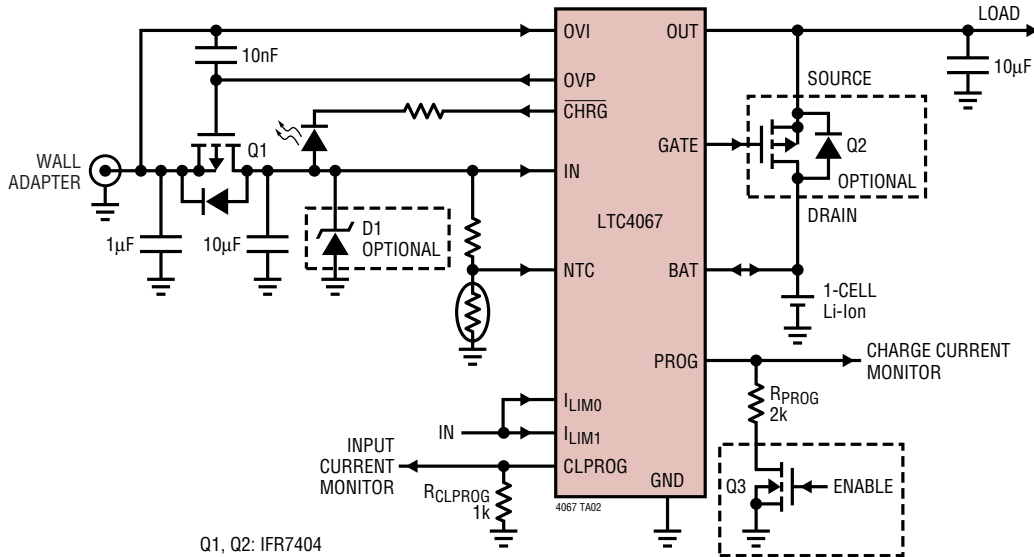 LOAD
OVI
OUT
10nF
10µF
OVP
SOURCE
CHRG
Q1
GATE
Q2
WALL
ADAPTER
IN
OPTIONAL
LTC4067
DRAIN
D1
OPTIONAL
1µF
10µF
NTC
BAT
1-CELL
Li-Ion
PROG
CHARGE CURRENT
MONITOR
RPROG
2k
ILIM0
IN
ILIM1
INPUT
CURRENT
MONITOR
CLPROG
GND
Q3
ENABLE
RCLPROG
1k
4067 TA02
Q1, Q2: IFR7404